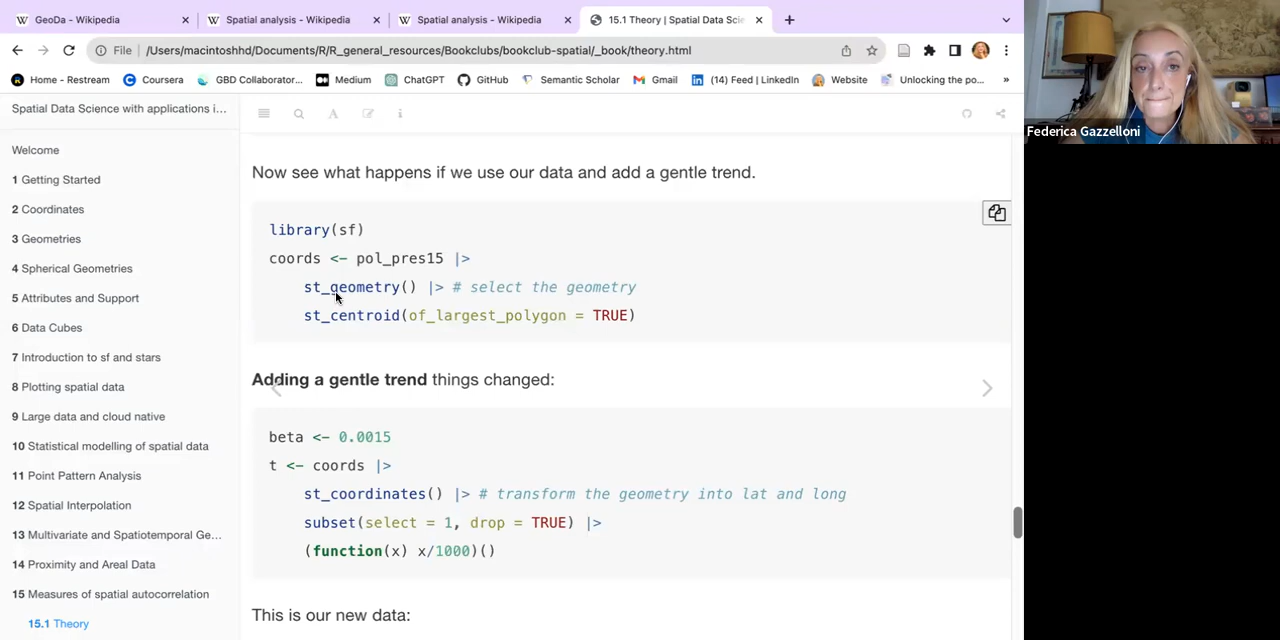 GeoDa - Wikipedia
Spatial analysis - Wikipedia
Spatial analysis - Wikipedia
15.1 Theory | Spatial Data Scie
File
/Users/macintoshhd/Documents/R/R_general_resources/Bookclubs/bookclub-spatial/_book/theory.html
Home - Restream
Coursera
GBD Collaborator...
Medium
ChatGPT
GitHub
Semantic Scholar
Gmail
(14) Feed | LinkedIn
Website
Unlocking the po...
»
Federica Gazzelloni
Spatial Data Science with applications i...
Welcome
1 Getting Started
2 Coordinates
3 Geometries
4 Spherical Geometries
5 Attributes and Support
6 Data Cubes
7 Introduction to sf and stars
8 Plotting spatial data
9 Large data and cloud native
10 Statistical modelling of spatial data
11 Point Pattern Analysis
12 Spatial Interpolation
13 Multivariate and Spatiotemporal Ge...
14 Proximity and Areal Data
15 Measures of spatial autocorrelation
15.1 Theory
Now see what happens if we use our data and add a gentle trend.
library(sf)
coords <- pol_pres15 |>
st_geometry() |> # select the geometry
st_centroid(of_largest_polygon = TRUE)
Adding a gentle trend things changed:
beta <- 0.0015
t <- coords |>
st_coordinates() |> # transform the geometry into lat and long
subset(select = 1, drop = TRUE) |>
(function(x) x/1000)()
This is our new data: